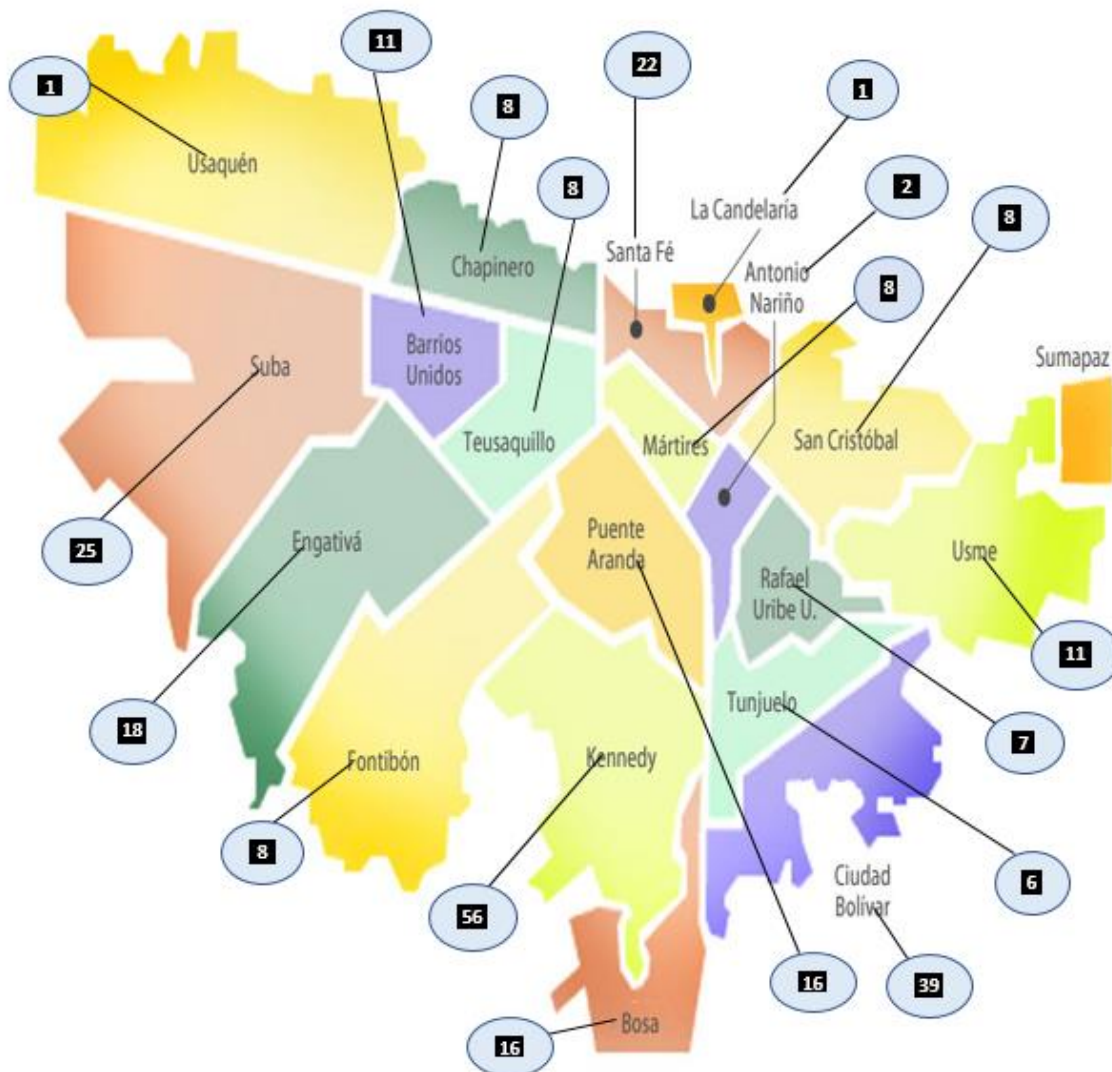 11
22
1
1
8
Usaquén
8
2
La Candelaría
8
Santa Fé
Antonio
Nariño
Chapinero
8
Barrios
Unidos
Suba
Sumapaz
Teusaquillo
Mártires
San Cristóbal
25
Engativá
Puente
Aranda
Usme
Rafael
Uribe U.
11
Tunjuelo
18
Fontibón
Kennedy
7
8
Ciudad
Bolívar
6
56
16
39
Bosa
16